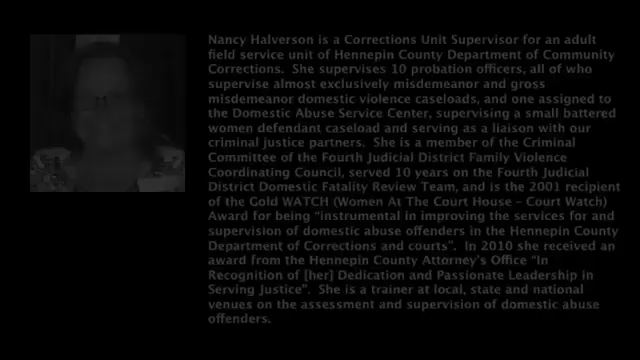 Nancy Halverson is a Corrections Unit Supervisor for an adult
field service unit of Hennepin County Department of Community
Corrections.  She supervises 10 probation officers, all of who
supervise almost exclusively misdemeanor and gross
misdemeanor domestic violence caseloads, and one assigned to
the Domestic Abuse Service Center, supervising a small battered
women defendant caseload and serving as a liaison with our
criminal justice partners.  She is a member of the Criminal
Committee of the Fourth Judicial District Family Violence
Coordinating Council, served 10 years on the Fourth Judicial
District Domestic Fatality Review Team, and is the 2001 recipient
of the Gold WATCH (Women At The Court House – Court Watch)
Award for being “instrumental in improving the services for and
supervision of domestic abuse offenders in the Hennepin County
Department of Corrections and courts”.  In 2010 she received an
award from the Hennepin County Attorney’s Office “In
Recognition of [her] Dedication and Passionate Leadership in
Serving Justice”.  She is a trainer at local, state and national
venues on the assessment and supervision of domestic abuse
offenders.